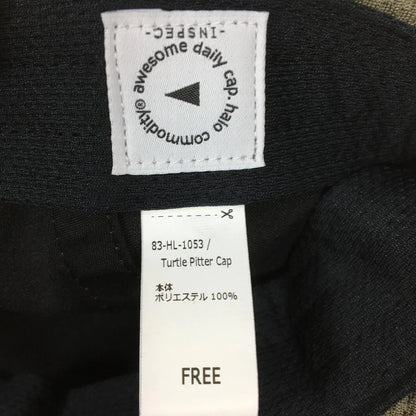 -INSPEC-
awesome daily cap. halo commodity®
83-HL-1053 /
Turtle Pitter Cap
本体
ポリエステル 100%
FREE